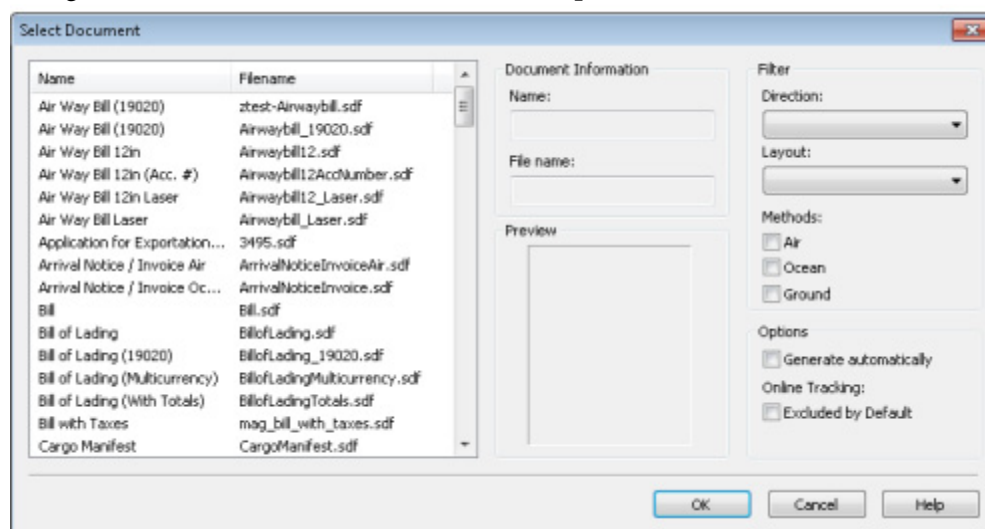 Select Document
Name Filename
Air Way Bill (19020) ztest-Airwaybill.sdf
Air Way Bill (19020) Airwaybill_19020.sdf
Air Way Bill 12in Airwaybill12.sdf
Air Way Bill 12in (Acc. #) Airwaybill12AccNumber.sdf
Air Way Bill 12in Laser Airwaybill12_Laser.sdf
Air Way Bill Laser Airwaybill_Laser.sdf
Application for Exportation... 3495.sdf
Arrival Notice / Invoice Air ArrivalNoticeInvoiceAir.sdf
Arrival Notice / Invoice Oc... ArrivalNoticeInvoice.sdf
Bill Bill.sdf
Bill of Lading BillofLading.sdf
Bill of Lading (19020) BillofLading_19020.sdf
Bill of Lading (Multicurrency) BillofLadingMulticurrency.sdf
Bill of Lading (With Totals) BillofLadingTotals.sdf
Bill with Taxes mag_bill_with_taxes.sdf
Cargo Manifest CargoManifest.sdf
Document Information
Name:
File name:
Preview
Filter
Direction:
Layout:
Methods:
Air
Ocean
Ground
Options
Generate automatically
Online Tracking:
Excluded by Default
OK Cancel Help